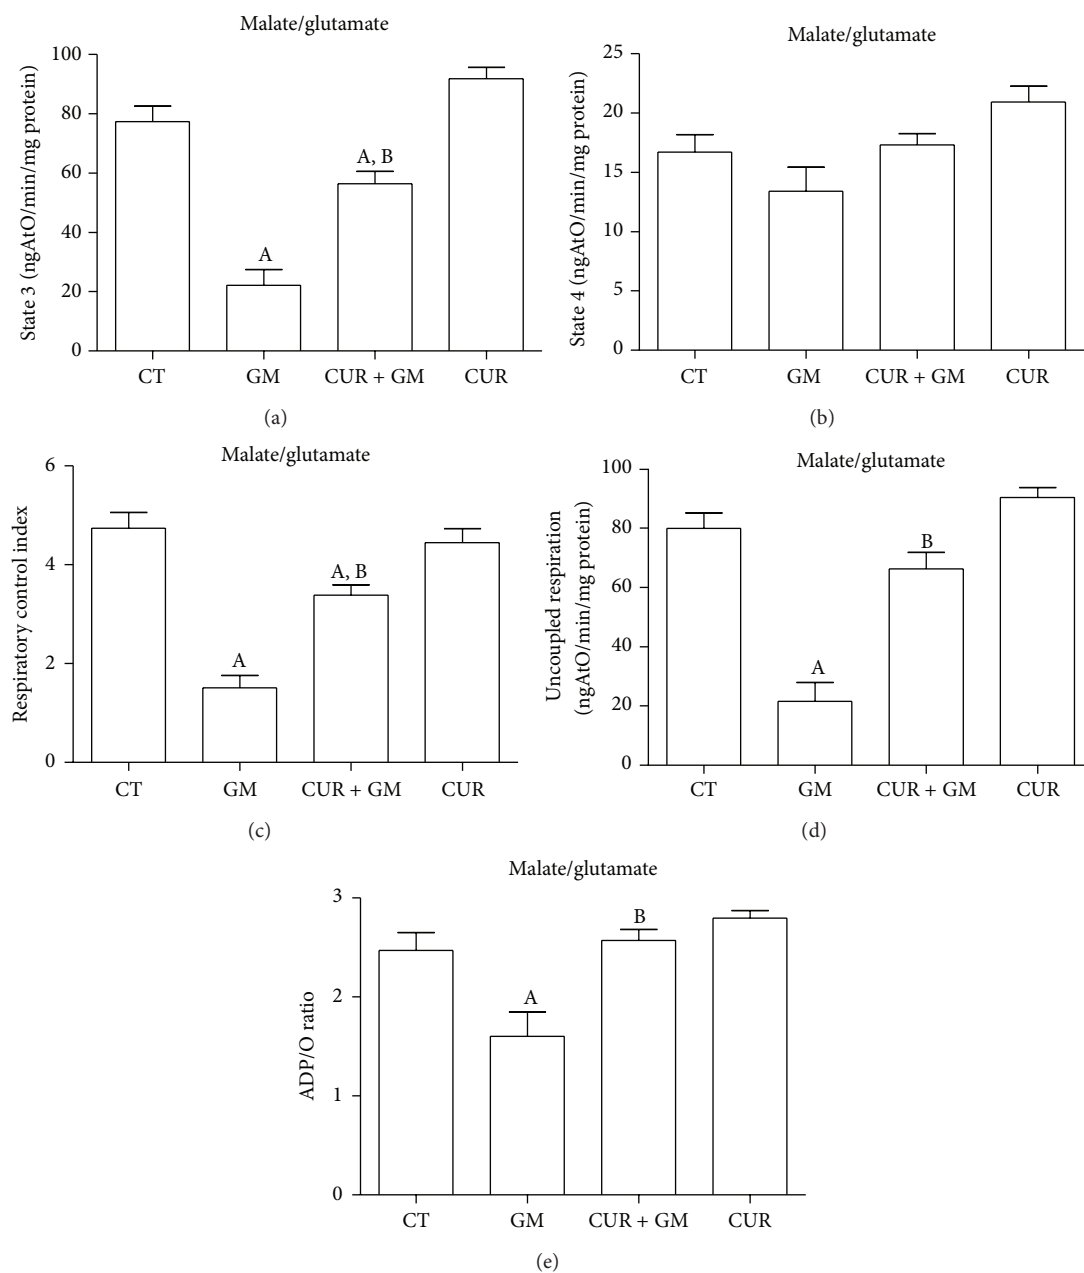 Malate/glutamate
State 3 (ngAtO/min/mg protein)
100
80
60
40
20
0
A
A, B
CT
GM
CUR + GM
CUR
(a)
Malate/glutamate
State 4 (ngAtO/min/mg protein)
25
20
15
10
5
0
CT
GM
CUR + GM
CUR
(b)
Malate/glutamate
Respiratory control index
6
4
2
0
A
A, B
CT
GM
CUR + GM
CUR
(c)
Malate/glutamate
Uncoupled respiration
(ngAtO/min/mg protein)
100
80
60
40
20
0
A
B
CT
GM
CUR + GM
CUR
(d)
Malate/glutamate
ADP/O ratio
3
2
1
0
A
B
CT
GM
CUR + GM
CUR
(e)